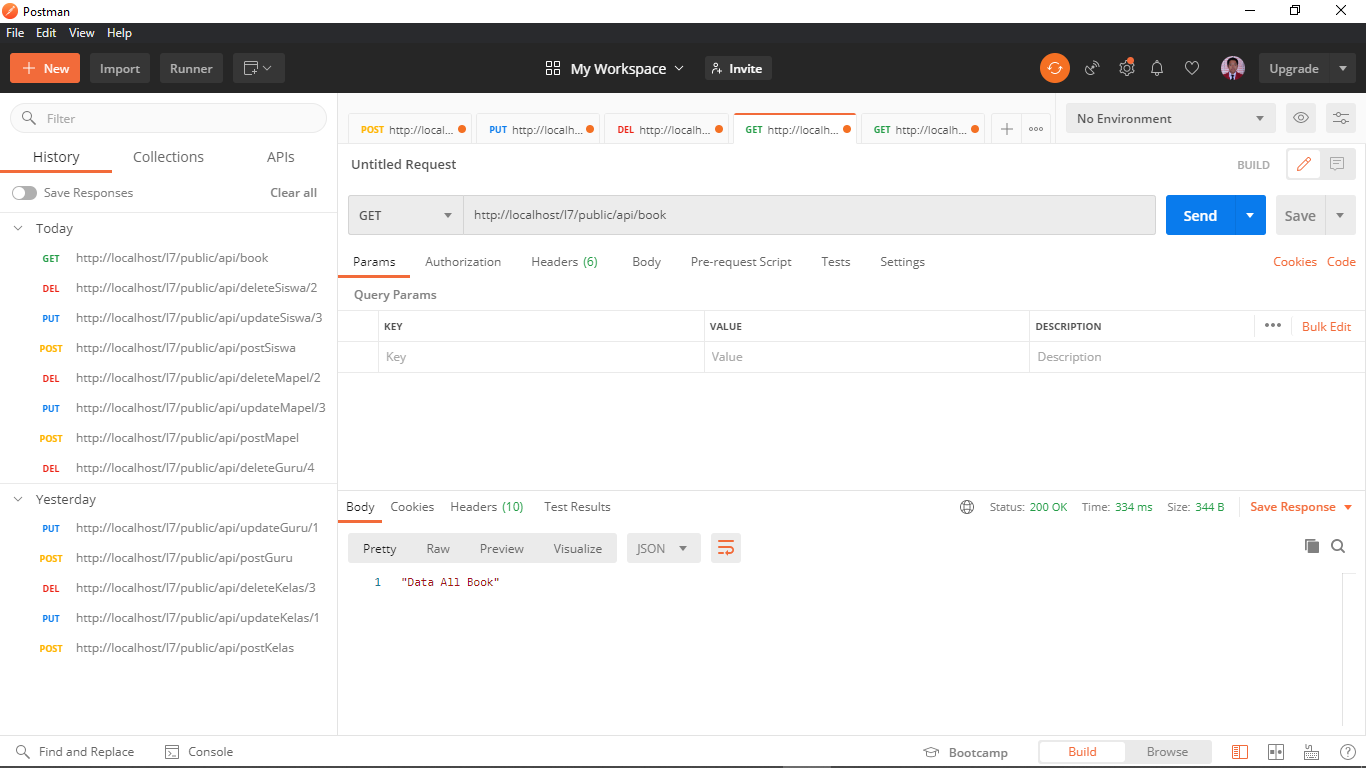 Postman
File Edit View Help
New Import Runner My Workspace Invite Upgrade
Filter
History Collections APIs
Save Responses Clear all
Today
GET http://localhost/l7/public/api/book
DEL http://localhost/l7/public/api/deleteSiswa/2
PUT http://localhost/l7/public/api/updateSiswa/3
POST http://localhost/l7/public/api/postSiswa
DEL http://localhost/l7/public/api/deleteMapel/2
PUT http://localhost/l7/public/api/updateMapel/3
POST http://localhost/l7/public/api/postMapel
DEL http://localhost/l7/public/api/deleteGuru/4
Yesterday
PUT http://localhost/l7/public/api/updateGuru/1
POST http://localhost/l7/public/api/postGuru
DEL http://localhost/l7/public/api/deleteKelas/3
PUT http://localhost/l7/public/api/updateKelas/1
POST http://localhost/l7/public/api/postKelas
POST http://local... PUT http://localh... DEL http://localh... GET http://localh... GET http://localh... No Environment
Untitled Request BUILD
GET http://localhost/l7/public/api/book Send Save
Params Authorization Headers (6) Body Pre-request Script Tests Settings Cookies Code
Query Params
KEY VALUE DESCRIPTION Bulk Edit
Key Value Description
Body Cookies Headers (10) Test Results Status: 200 OK Time: 334 ms Size: 344 B Save Response
Pretty Raw Preview Visualize JSON
1 "Data All Book"
Find and Replace Console Bootcamp Build Browse